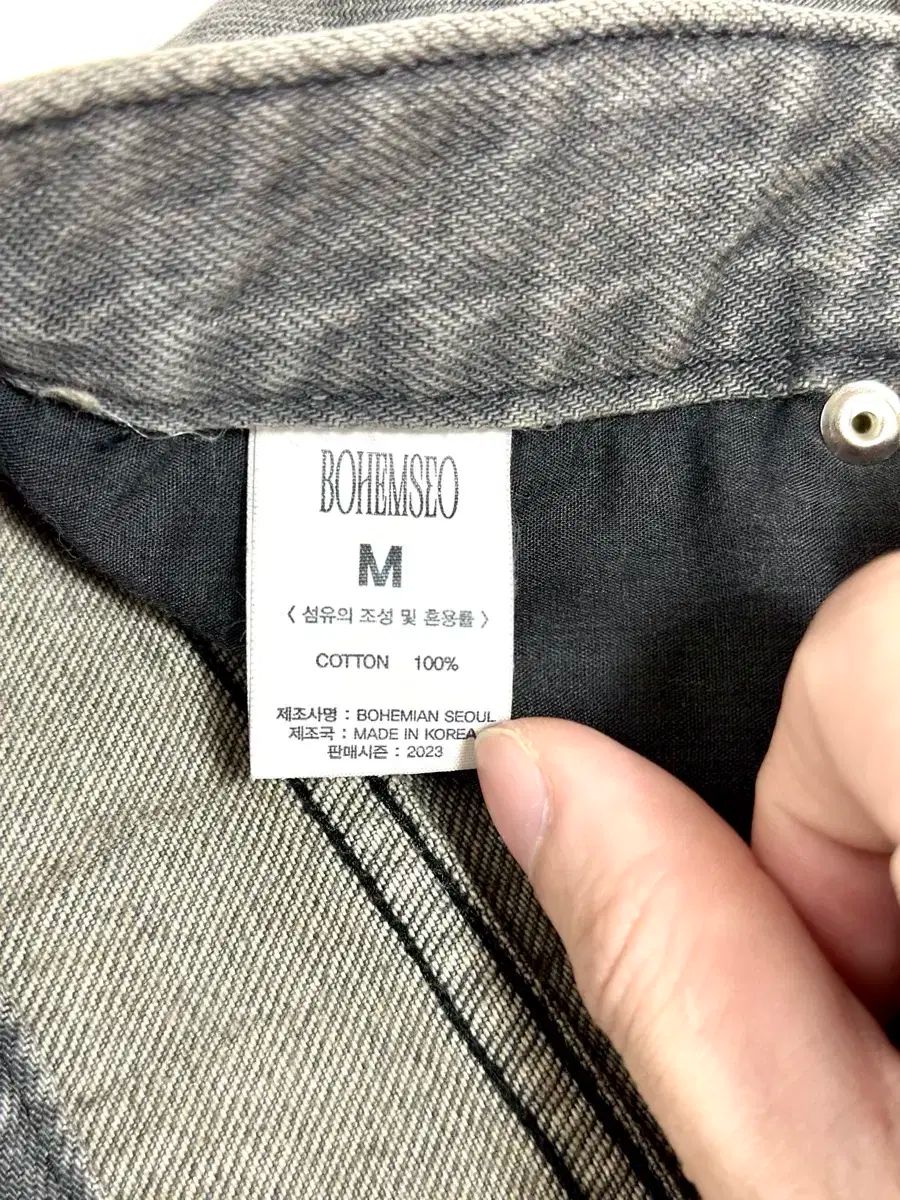 BOHEMSEO
M
< 섬유의 조성 및 혼용률 >
COTTON 100%
제조사명 : BOHEMIAN SEOUL
제조국 : MADE IN KOREA
판매시즌 : 2023